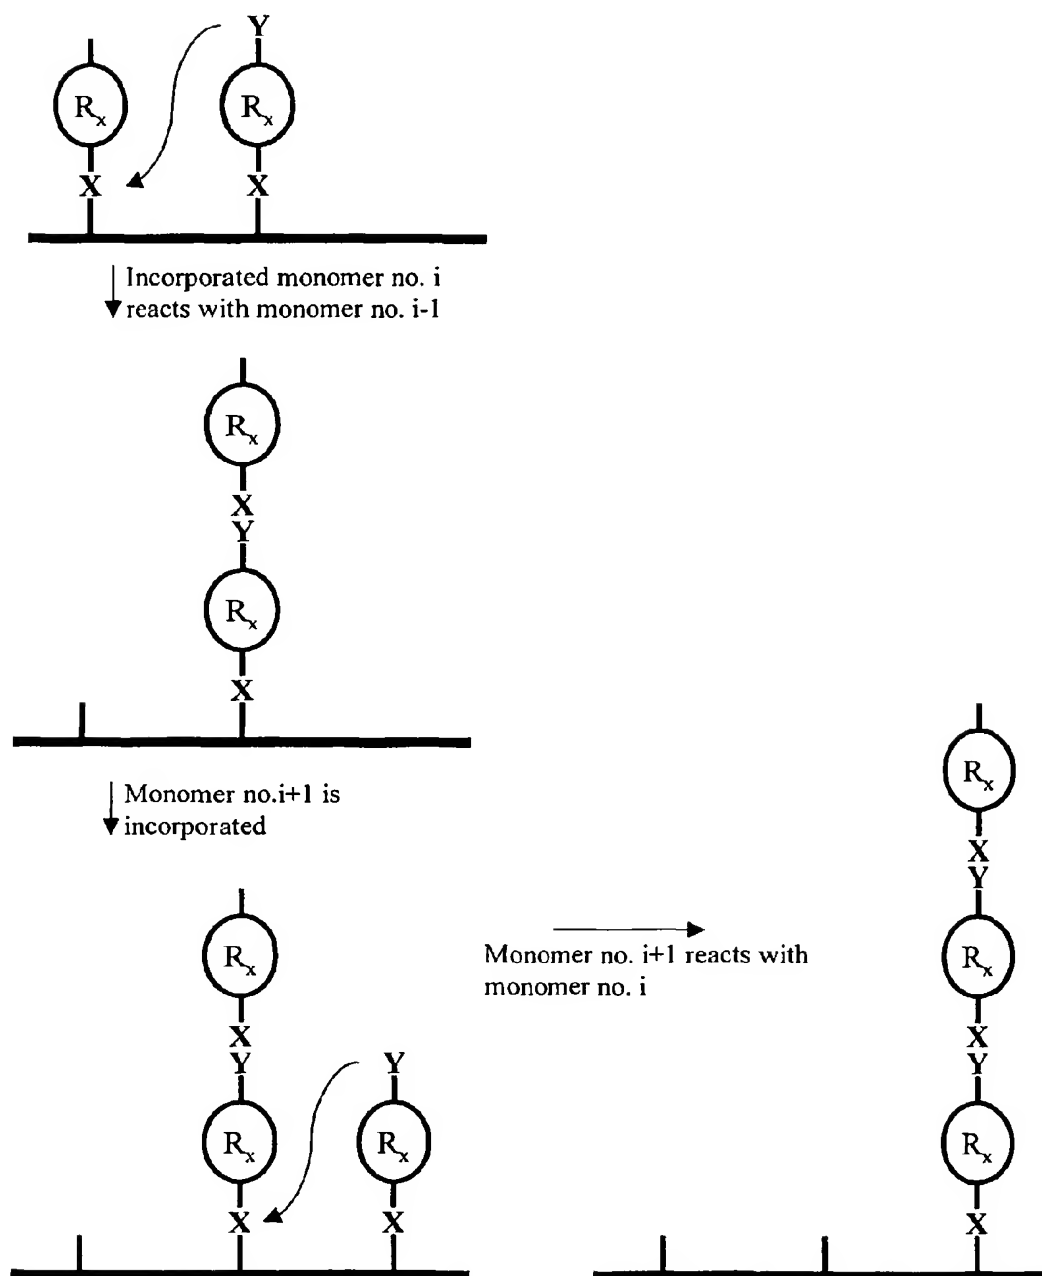 Y
Rx Rx
X X
Incorporated monomer no. i
reacts with monomer no. i-1
Rx
X
Y
Rx
X
Monomer no.i+1 is
incorporated
Rx
X
Y
Y
Rx Rx
X X
Monomer no. i+1 reacts with
monomer no. i
Rx
X
Y
Rx
X
Y
Rx
X